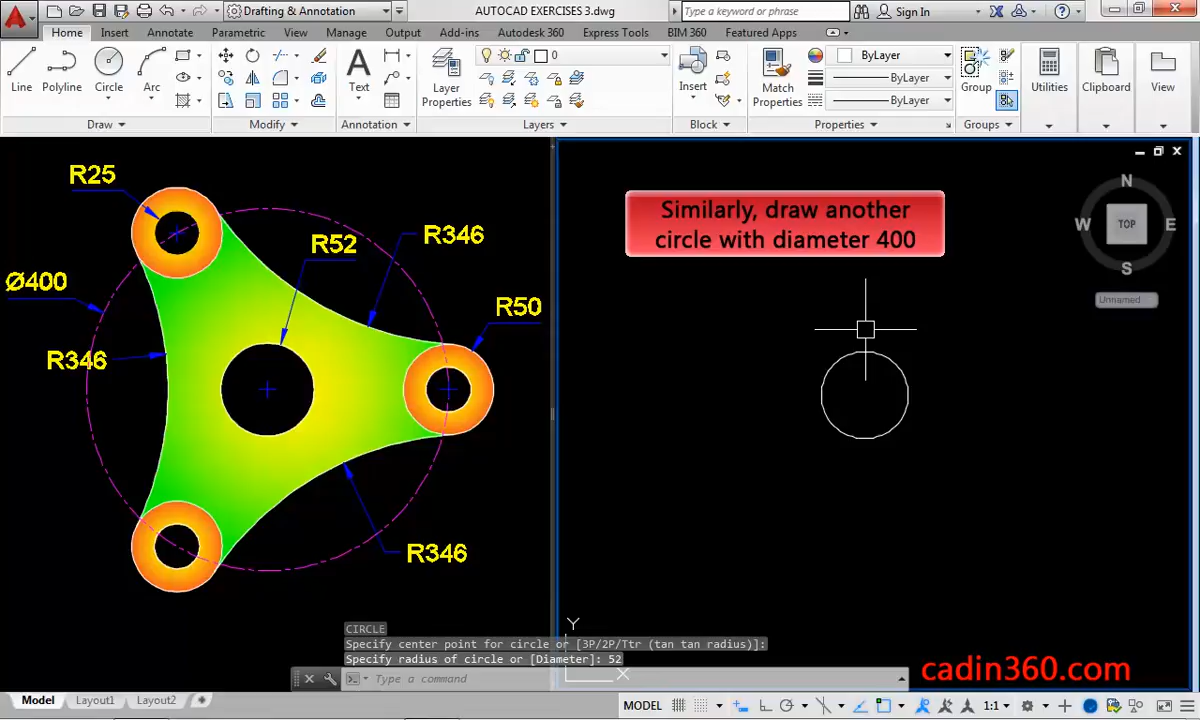 Drafting & Annotation
AUTOCAD EXERCISES 3.dwg
Type a keyword or phrase
Sign In
Home
Insert
Annotate
Parametric
View
Manage
Output
Add-ins
Autodesk 360
Express Tools
BIM 360
Featured Apps
Line
Polyline
Circle
Arc
Text
Layer
Properties
0
Insert
Match
Properties
ByLayer
ByLayer
ByLayer
Group
Utilities
Clipboard
View
Draw
Modify
Annotation
Layers
Block
Properties
Groups
R25
Ø400
R346
R52
R346
R50
R346
Similarly, draw another
circle with diameter 400
N
W
TOP
E
S
Unnamed
Y
X
CIRCLE
Specify center point for circle or [3P/2P/Ttr (tan tan radius)]:
Specify radius of circle or [Diameter]: 52
Type a command
cadin360.com
Model
Layout1
Layout2
MODEL
1:1